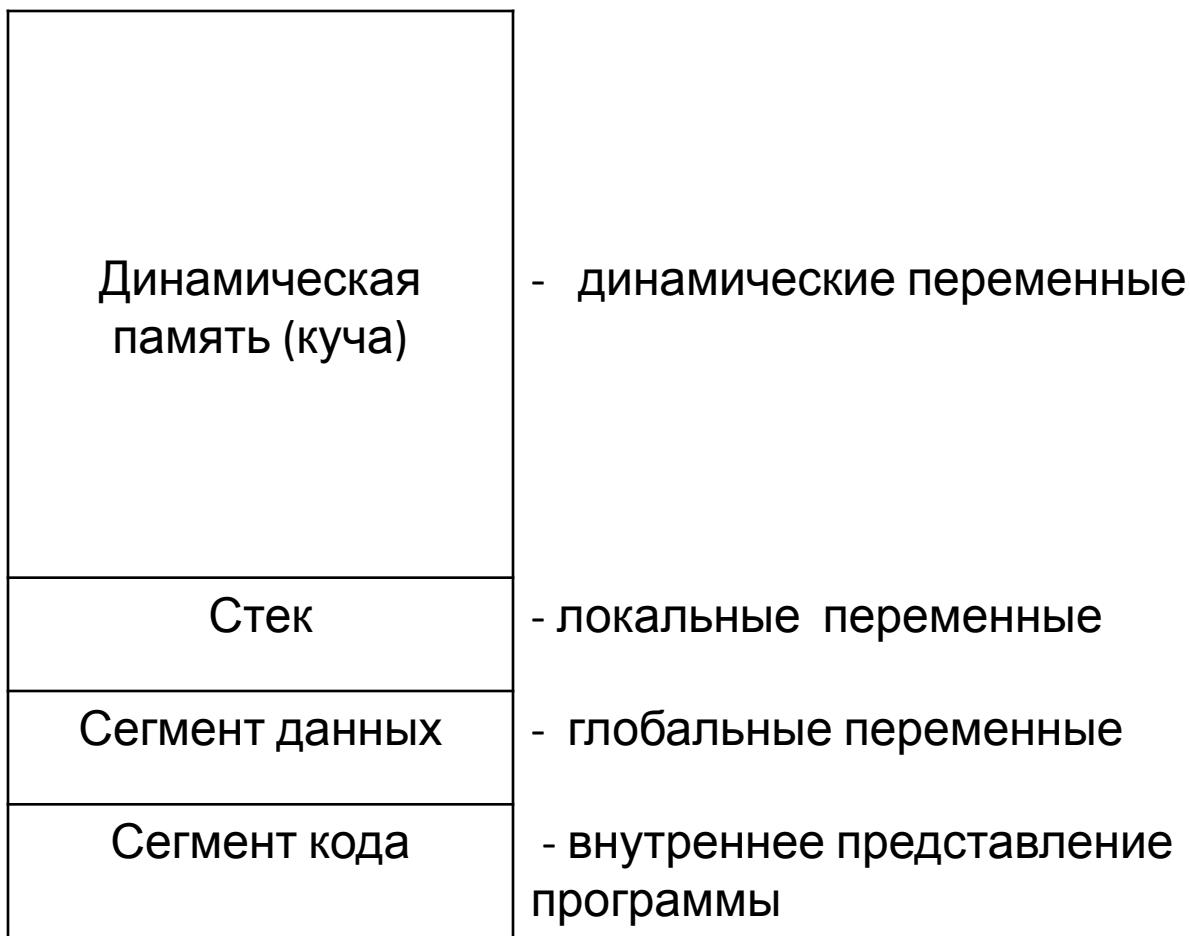 Динамическая - динамические переменные
память (куча)
Стек - локальные переменные
Сегмент данных - глобальные переменные
Сегмент кода - внутреннее представление
программы